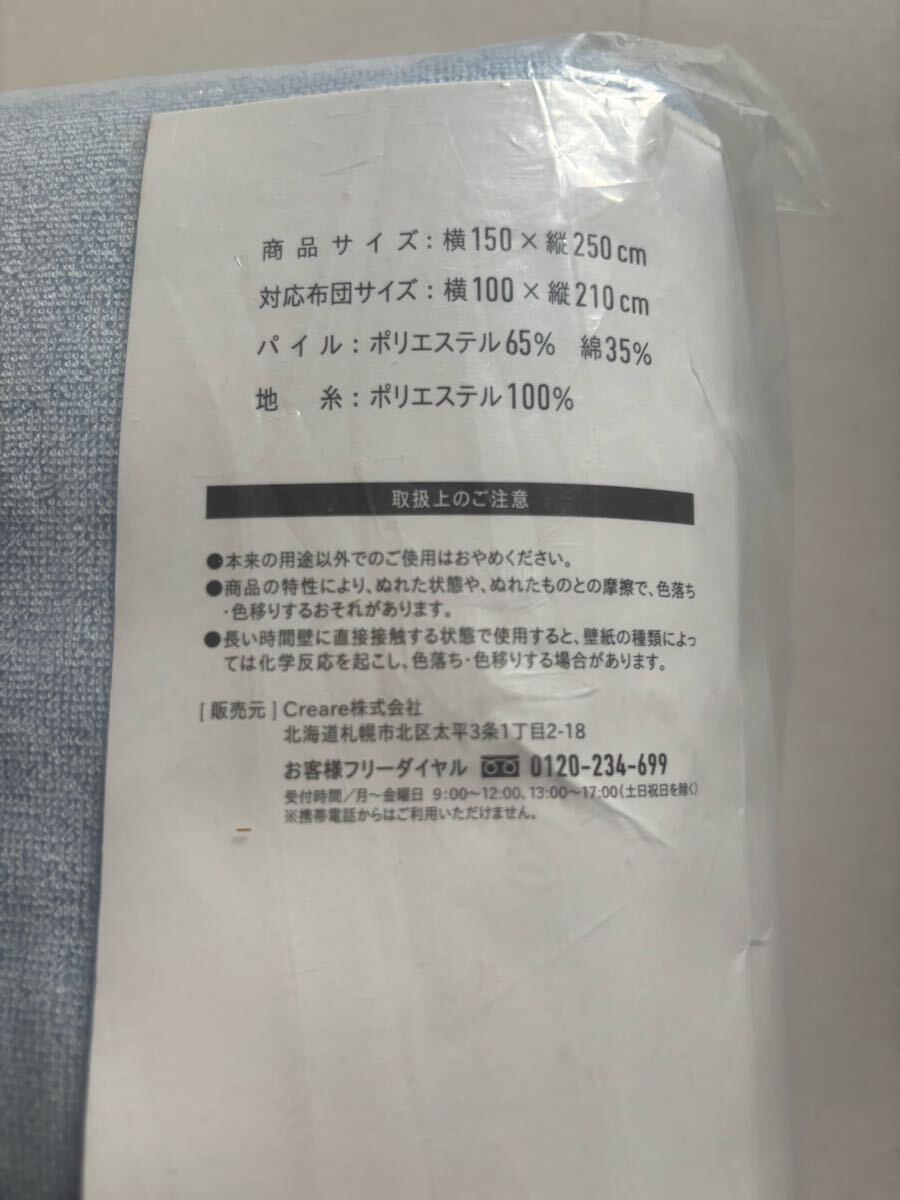 商品サイズ：横150×縦250cm
対応布団サイズ：横100×縦210cm
パイル：ポリエステル65%　綿35%
地　糸：ポリエステル100%
取扱上のご注意
●本来の用途以外でのご使用はおやめください。
●商品の特性により、ぬれた状態や、ぬれたものとの摩擦で、色落ち
・色移りするおそれがあります。
●長い時間壁に直接接触する状態で使用すると、壁紙の種類によっ
ては化学反応を起こし、色落ち・色移りする場合があります。
[ 販売元 ] Creare株式会社
北海道札幌市北区太平3条1丁目2-18
お客様フリーダイヤル 0120-234-699
受付時間／月〜金曜日 9:00〜12:00、13:00〜17:00（土日祝日を除く）
※携帯電話からはご利用いただけません。